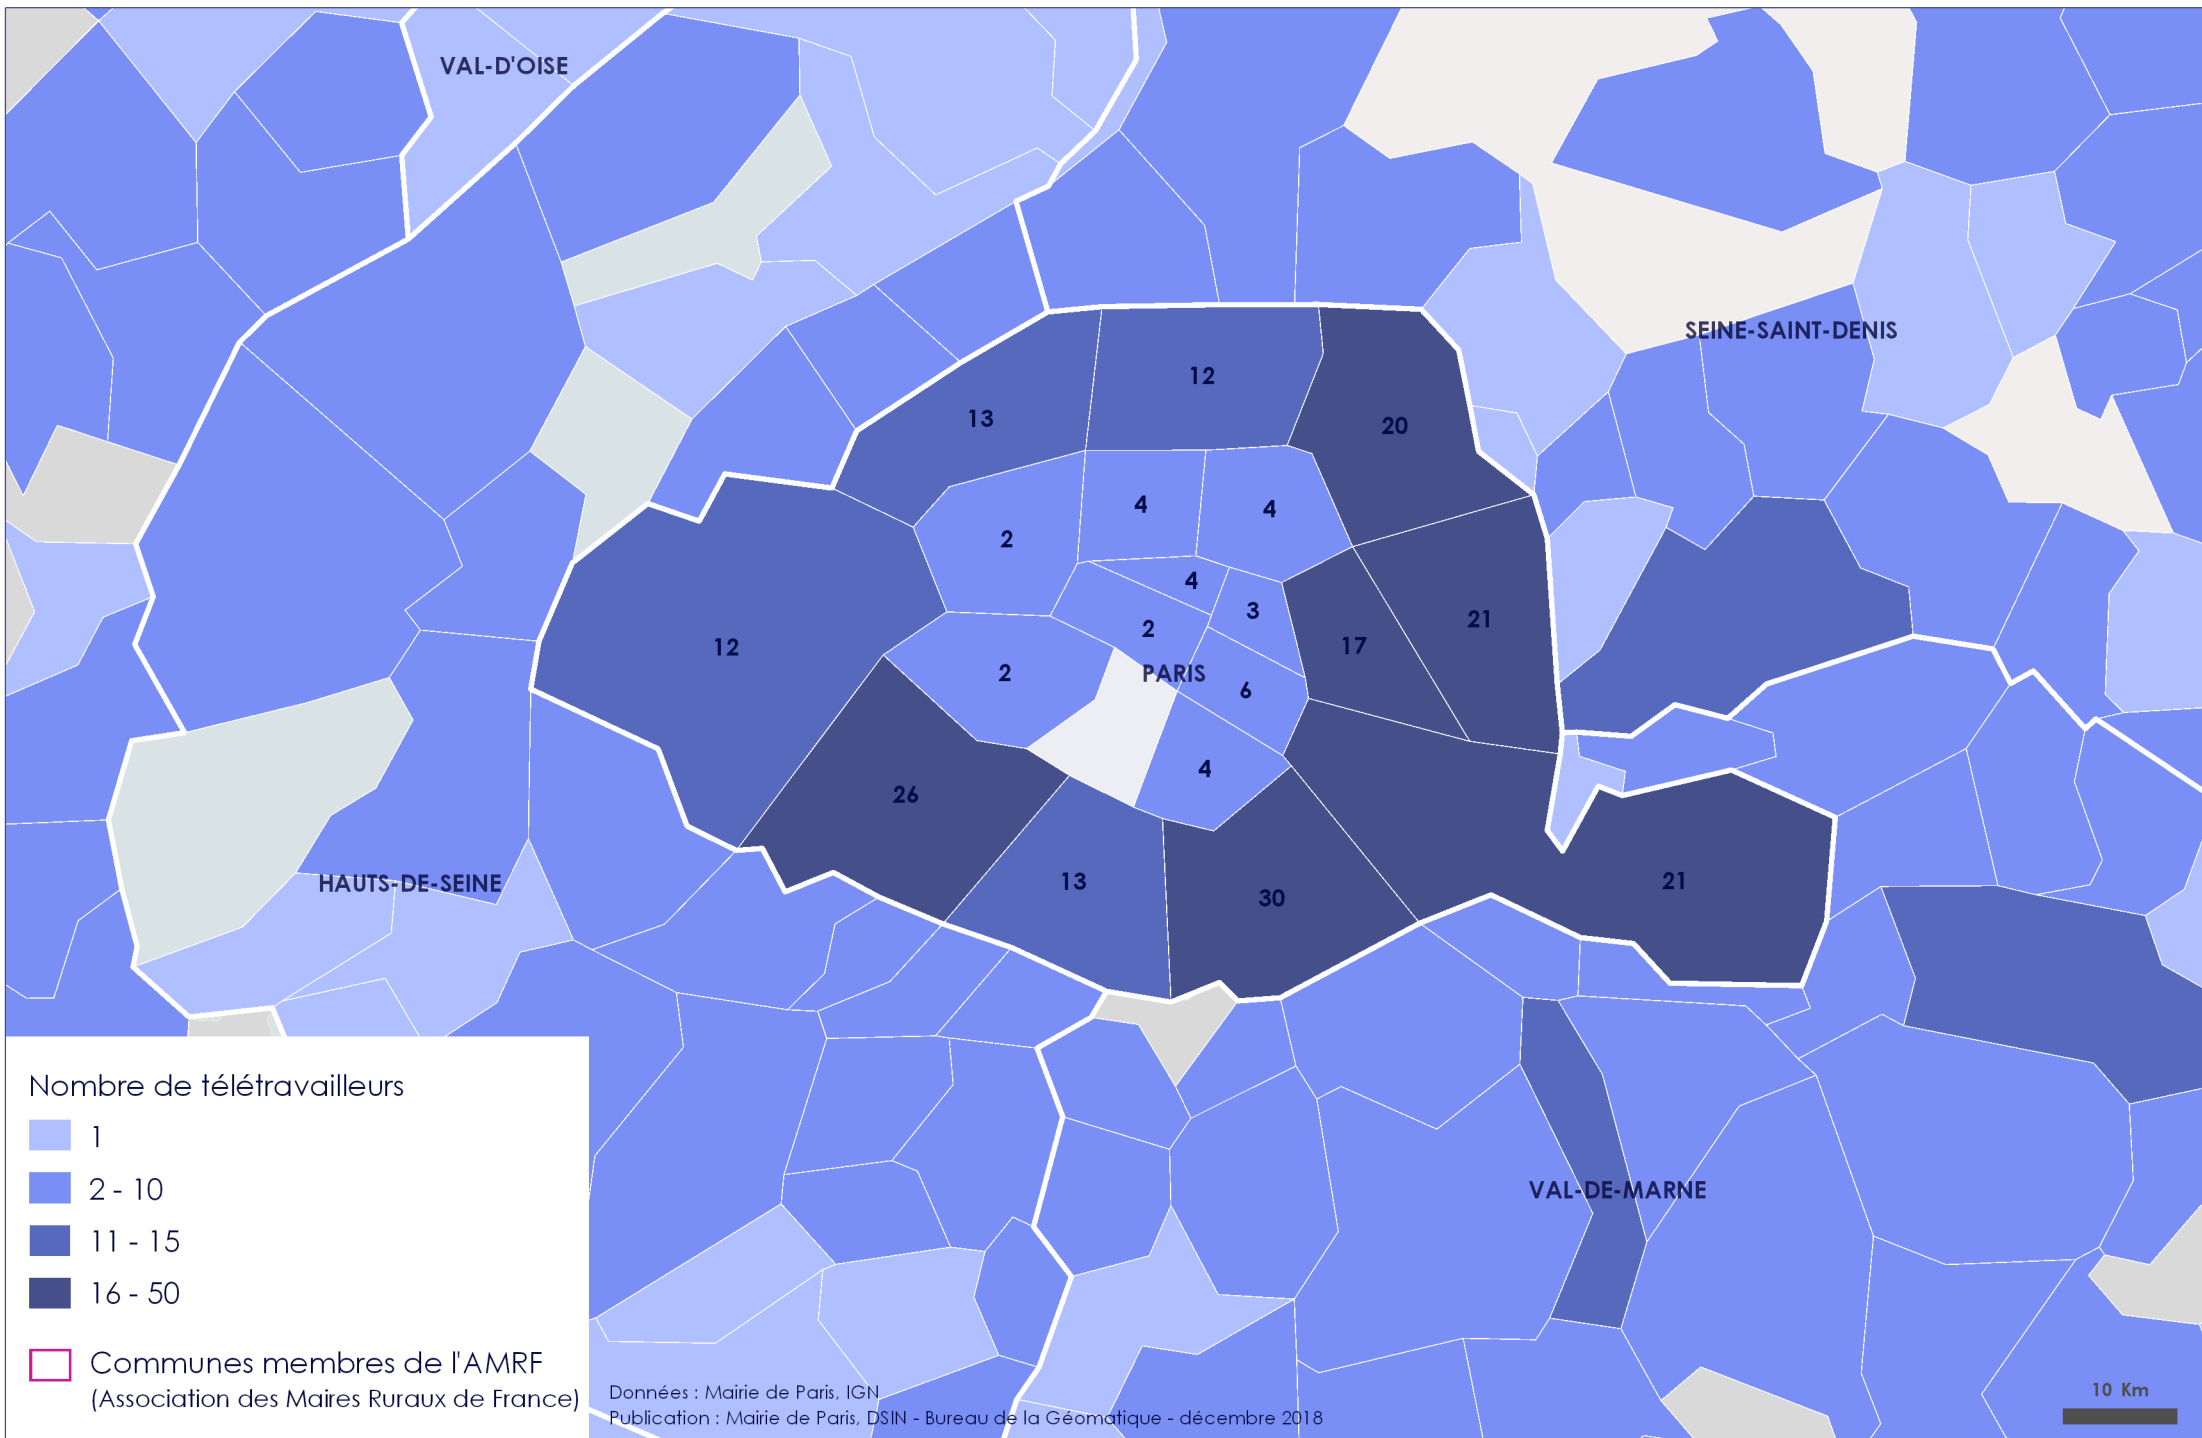 VAL-D'OISE
SEINE-SAINT-DENIS
12
13
20
4
4
2
4
3
2
21
17
12
2
PARIS
6
4
26
13
30
21
HAUTS-DE-SEINE
VAL-DE-MARNE
Nombre de télétravailleurs
1
2 - 10
11 - 15
16 - 50
Communes membres de l'AMRF
(Association des Maires Ruraux de France)
Données : Mairie de Paris, IGN
Publication : Mairie de Paris, DSIN - Bureau de la Géomatique - décembre 2018
10 Km